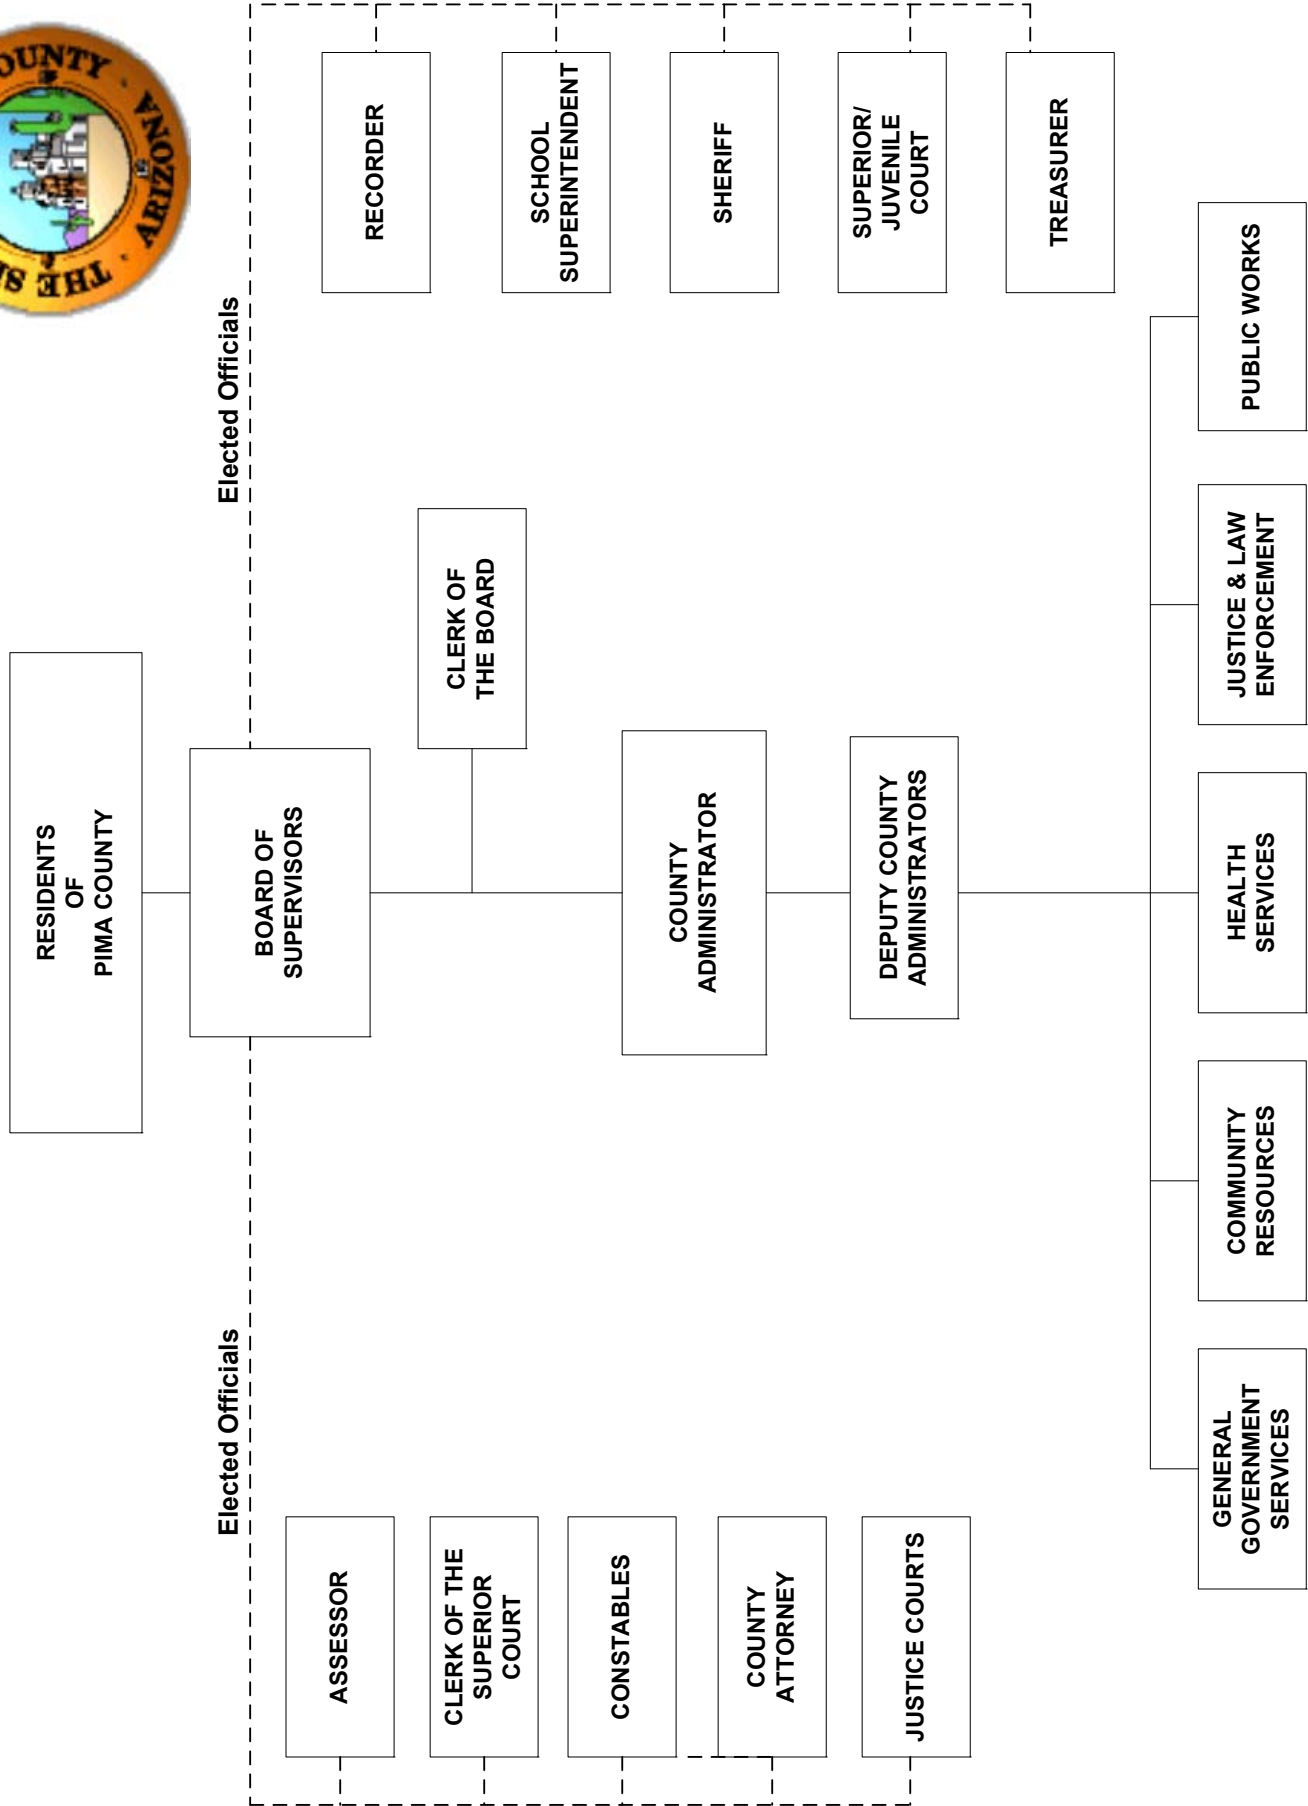 OUNTY · ARIZONA · THE
RESIDENTS
OF
PIMA COUNTY
Elected Officials
Elected Officials
BOARD OF
SUPERVISORS
CLERK OF
THE BOARD
COUNTY
ADMINISTRATOR
DEPUTY COUNTY
ADMINISTRATORS
ASSESSOR
CLERK OF THE
SUPERIOR
COURT
CONSTABLES
COUNTY
ATTORNEY
JUSTICE COURTS
RECORDER
SCHOOL
SUPERINTENDENT
SHERIFF
SUPERIOR/
JUVENILE
COURT
TREASURER
GENERAL
GOVERNMENT
SERVICES
COMMUNITY
RESOURCES
HEALTH
SERVICES
JUSTICE & LAW
ENFORCEMENT
PUBLIC WORKS